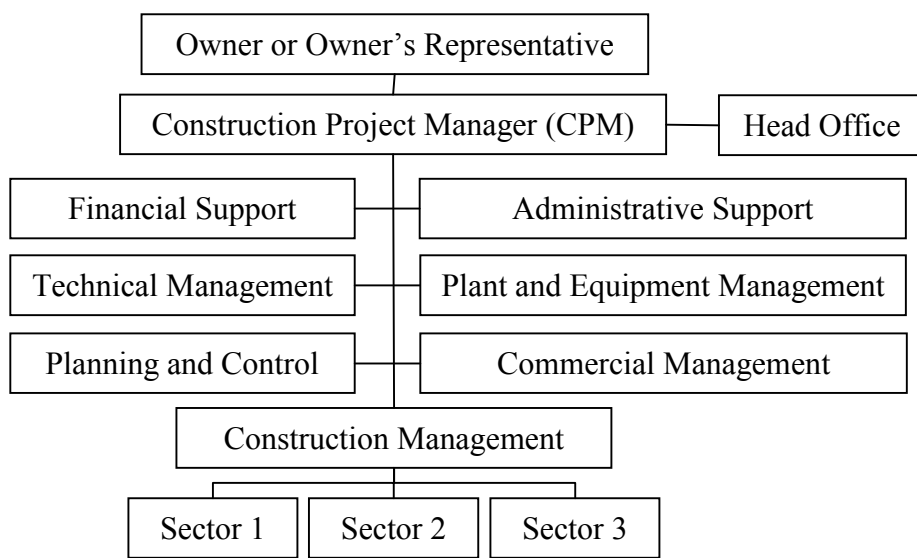 Owner or Owner’s Representative
Construction Project Manager (CPM)
Head Office
Financial Support
Administrative Support
Technical Management
Plant and Equipment Management
Planning and Control
Commercial Management
Construction Management
Sector 1
Sector 2
Sector 3